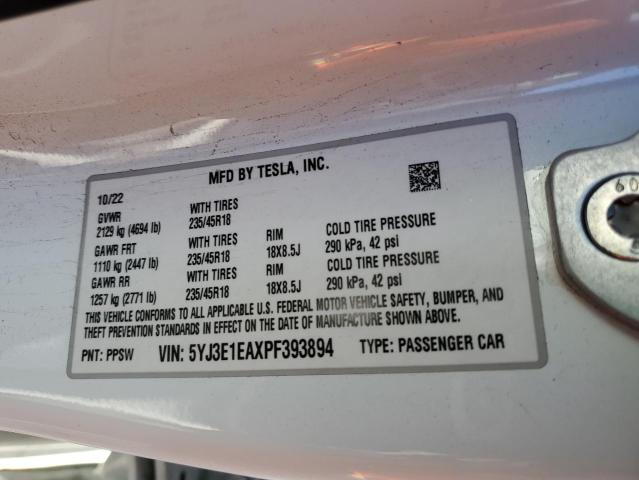 MFD BY TESLA, INC.
10/22
GVWR WITH TIRES
2129 kg (4694 lb) 235/45R18
GAWR FRT WITH TIRES RIM COLD TIRE PRESSURE
1110 kg (2447 lb) 235/45R18 18X8.5J 290 kPa, 42 psi
GAWR RR WITH TIRES RIM COLD TIRE PRESSURE
1257 kg (2771 lb) 235/45R18 18X8.5J 290 kPa, 42 psi
THIS VEHICLE CONFORMS TO ALL APPLICABLE U.S. FEDERAL MOTOR VEHICLE SAFETY, BUMPER, AND
THEFT PREVENTION STANDARDS IN EFFECT ON THE DATE OF MANUFACTURE SHOWN ABOVE.
PNT: PPSW VIN: 5YJ3E1EAXPF393894 TYPE: PASSENGER CAR